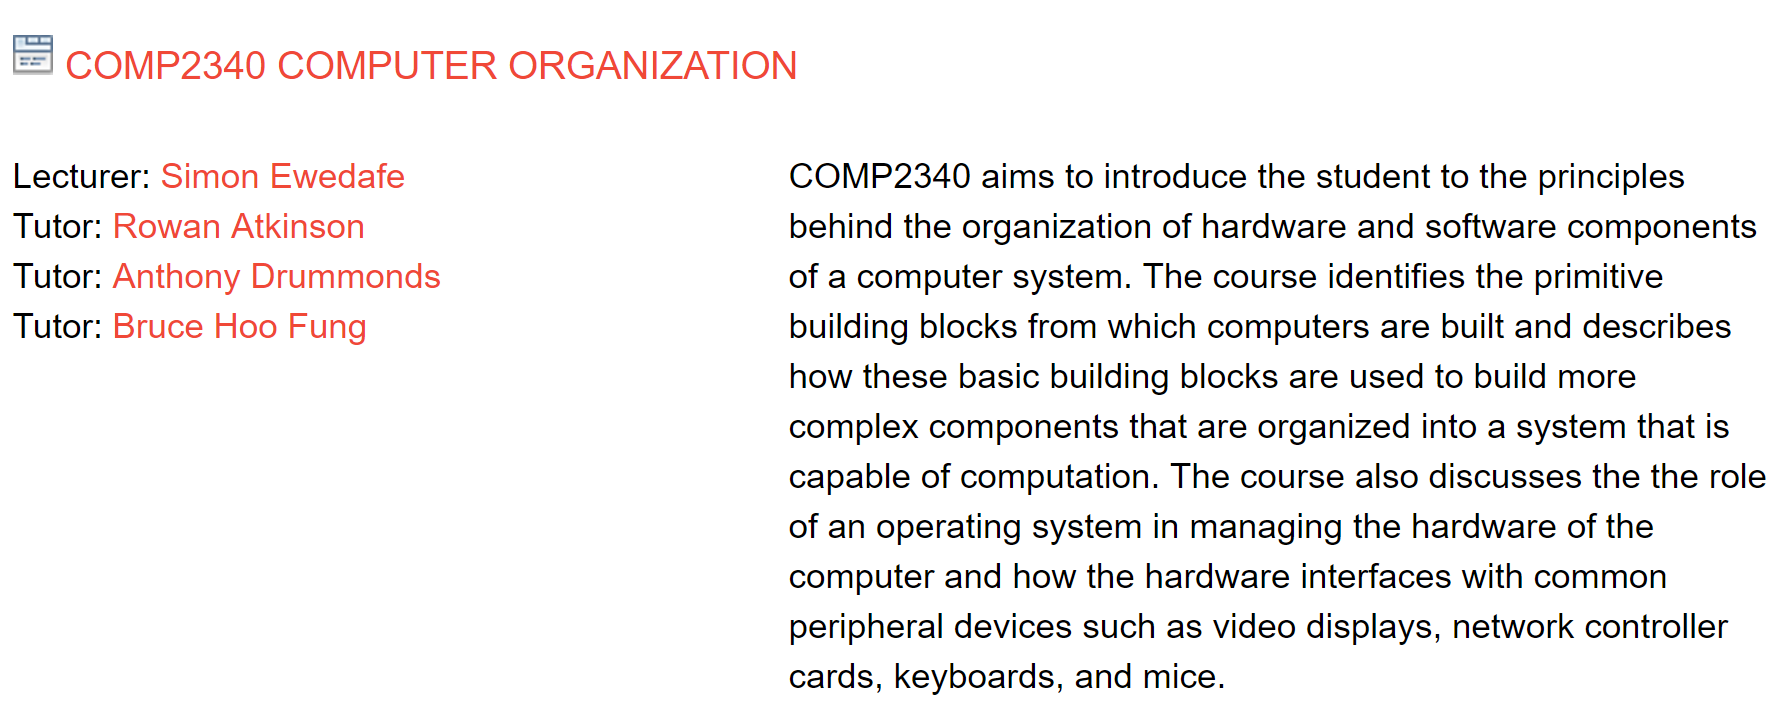 COMP2340 COMPUTER ORGANIZATION
Lecturer: Simon Ewedafe
Tutor: Rowan Atkinson
Tutor: Anthony Drummonds
Tutor: Bruce Hoo Fung
COMP2340 aims to introduce the student to the principles
behind the organization of hardware and software components
of a computer system. The course identifies the primitive
building blocks from which computers are built and describes
how these basic building blocks are used to build more
complex components that are organized into a system that is
capable of computation. The course also discusses the the role
of an operating system in managing the hardware of the
computer and how the hardware interfaces with common
peripheral devices such as video displays, network controller
cards, keyboards, and mice.